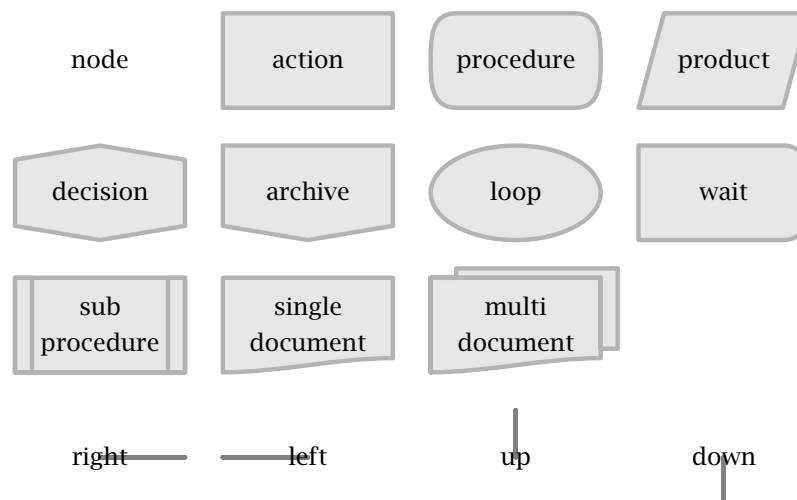 node
action
procedure
product
decision
archive
loop
wait
sub
procedure
single
document
multi
document
right
left
up
down